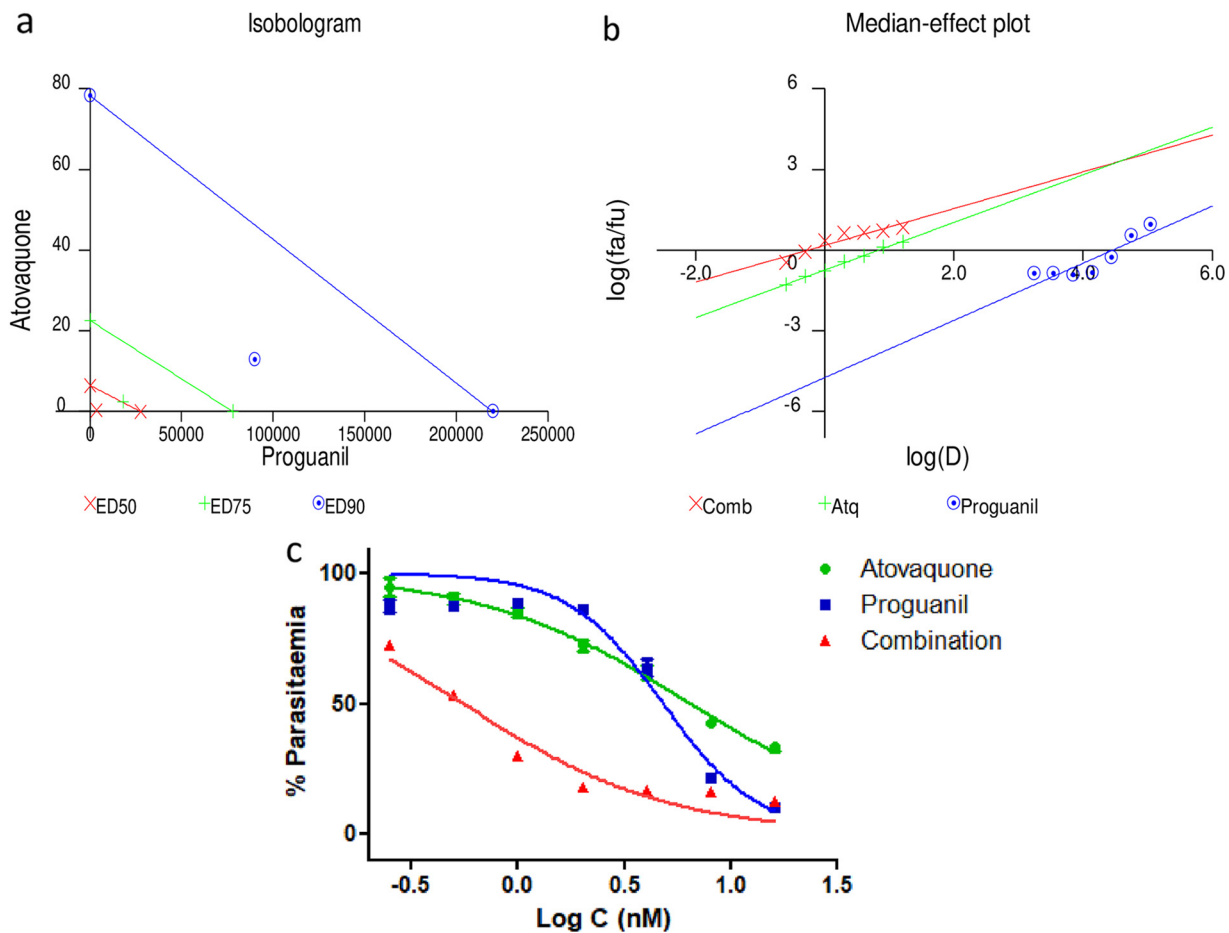 a
Isobologram
b
Median-effect plot
80
60
40
20
0
Atovaquone
0
50000
100000
150000
200000
250000
Proguanil
ED50
ED75
ED90
6
3
0
-3
-6
log(fa/fu)
-2.0
2.0
4.0
6.0
log(D)
Comb
Atq
Proguanil
c
100
50
0
% Parasitaemia
-0.5
0.0
0.5
1.0
1.5
Log C (nM)
Atovaquone
Proguanil
Combination